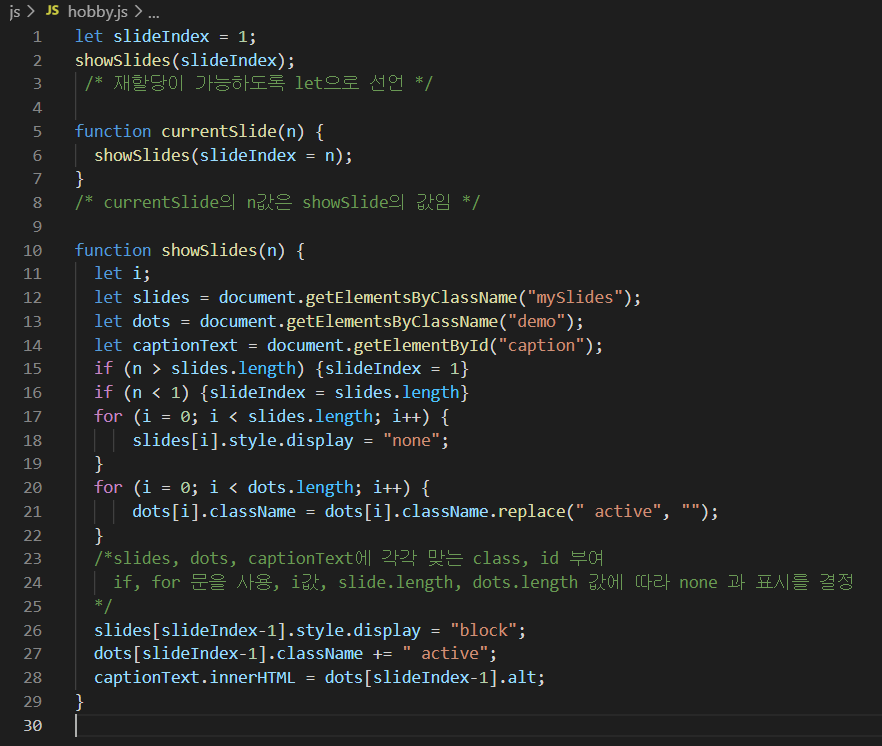 js > JS hobby.js > ...
1 let slideIndex = 1;
2 showSlides(slideIndex);
3 /* 재할당이 가능하도록 let으로 선언 */
4
5 function currentSlide(n) {
6 showSlides(slideIndex = n);
7 }
8 /* currentSlide의 n값은 showSlide의 값임 */
9
10 function showSlides(n) {
11 let i;
12 let slides = document.getElementsByClassName("mySlides");
13 let dots = document.getElementsByClassName("demo");
14 let captionText = document.getElementById("caption");
15 if (n > slides.length) {slideIndex = 1}
16 if (n < 1) {slideIndex = slides.length}
17 for (i = 0; i < slides.length; i++) {
18 slides[i].style.display = "none";
19 }
20 for (i = 0; i < dots.length; i++) {
21 dots[i].className = dots[i].className.replace(" active", "");
22 }
23 /*slides, dots, captionText에 각각 맞는 class, id 부여
24 if, for 문을 사용, i값, slide.length, dots.length 값에 따라 none 과 표시를 결정
25 */
26 slides[slideIndex-1].style.display = "block";
27 dots[slideIndex-1].className += " active";
28 captionText.innerHTML = dots[slideIndex-1].alt;
29 }
30